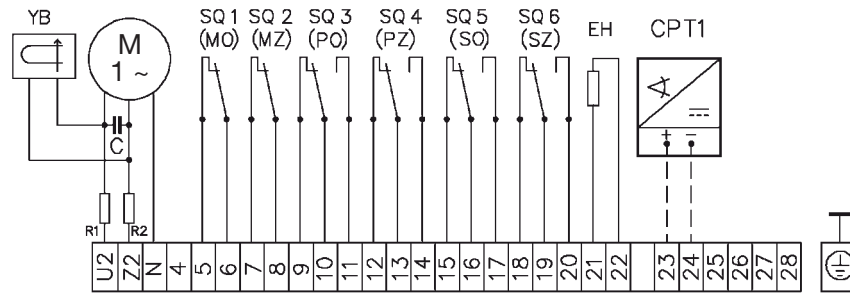 YB
M
1 ~
SQ 1 SQ 2 SQ 3 SQ 4 SQ 5 SQ 6
(MO) (MZ) (PO) (PZ) (SO) (SZ)
EH
CPT1
+ −
C
R1 R2
U2 Z2 N 4 5 6 7 8 9 10 11 12 13 14 15 16 17 18 19 20 21 22 23 24 25 26 27 28